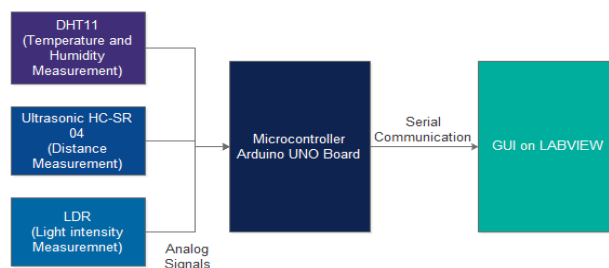 DHT11
(Temperature and
Humidity
Measurement)
Ultrasonic HC-SR
04
(Distance
Measurement)
LDR
(Light intensity
Measuremnet)
Analog
Signals
Microcontroller
Arduino UNO Board
Serial
Communication
GUI on LABVIEW